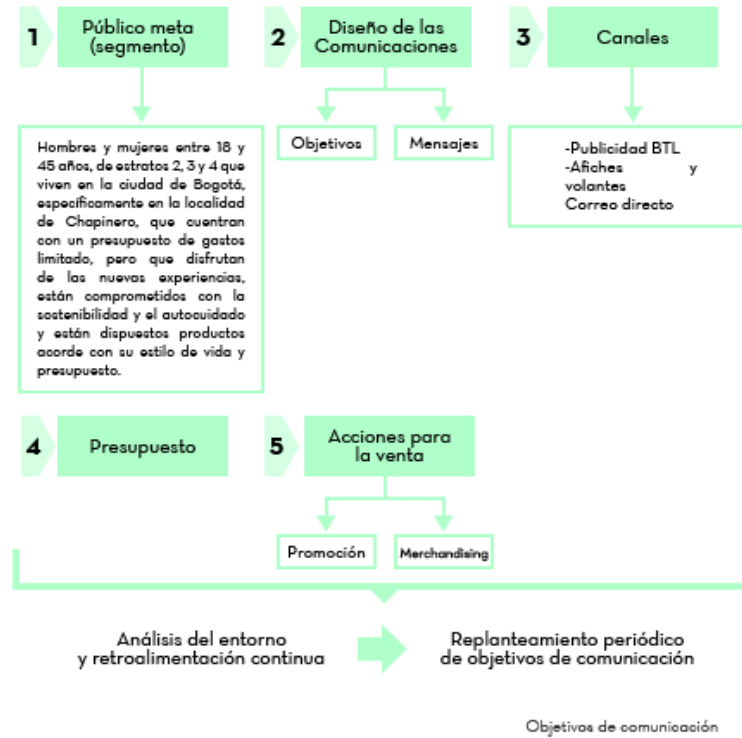 1
Público meta
(segmento)
2
Diseño de las
Comunicaciones
3
Canales
Hombres y mujeres entre 18 y
45 años, de estratos 2, 3 y 4 que
viven en la ciudad de Bogotá,
específicamente en la localidad
de Chapinero, que cuentran
con un presupuesto de gastos
limitado, pero que disfrutan
de las nuevas experiencias,
están comprometidos con la
sostenibilidad y el autocuidado
y están dispuestos productos
acorde con su estilo de vida y
presupuesto.
Objetivos
Mensajes
-Publicidad BTL
-Afiches y
volantes
Correo directo
4
Presupuesto
5
Acciones para
la venta
Promoción
Merchandising
Análisis del entorno
y retroalimentación continua
Replanteamiento periódico
de objetivos de comunicación
Objetivos de comunicación